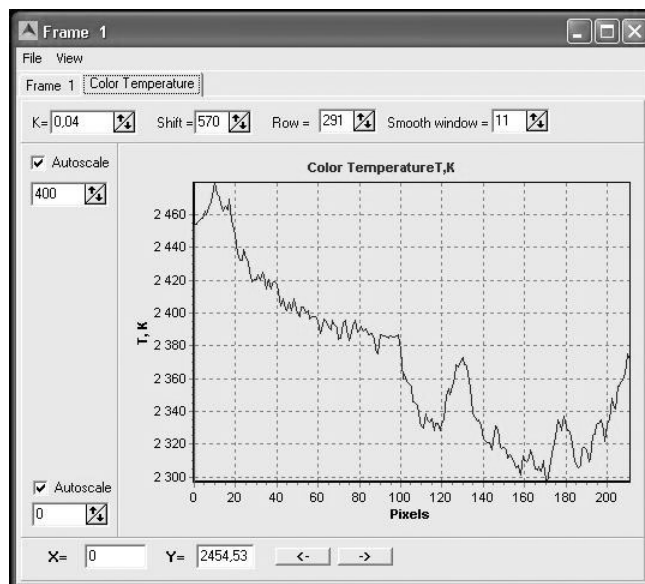 Frame 1
File View
Frame 1 Color Temperature
K= 0,04 Shift = 570 Row = 291 Smooth window = 11
Autoscale
400
Color TemperatureT,K
2 460
2 440
2 420
2 400
2 380
2 360
2 340
2 320
2 300
T, K
0 20 40 60 80 100 120 140 160 180 200
Pixels
Autoscale
0
X= 0 Y= 2454,53 <- ->